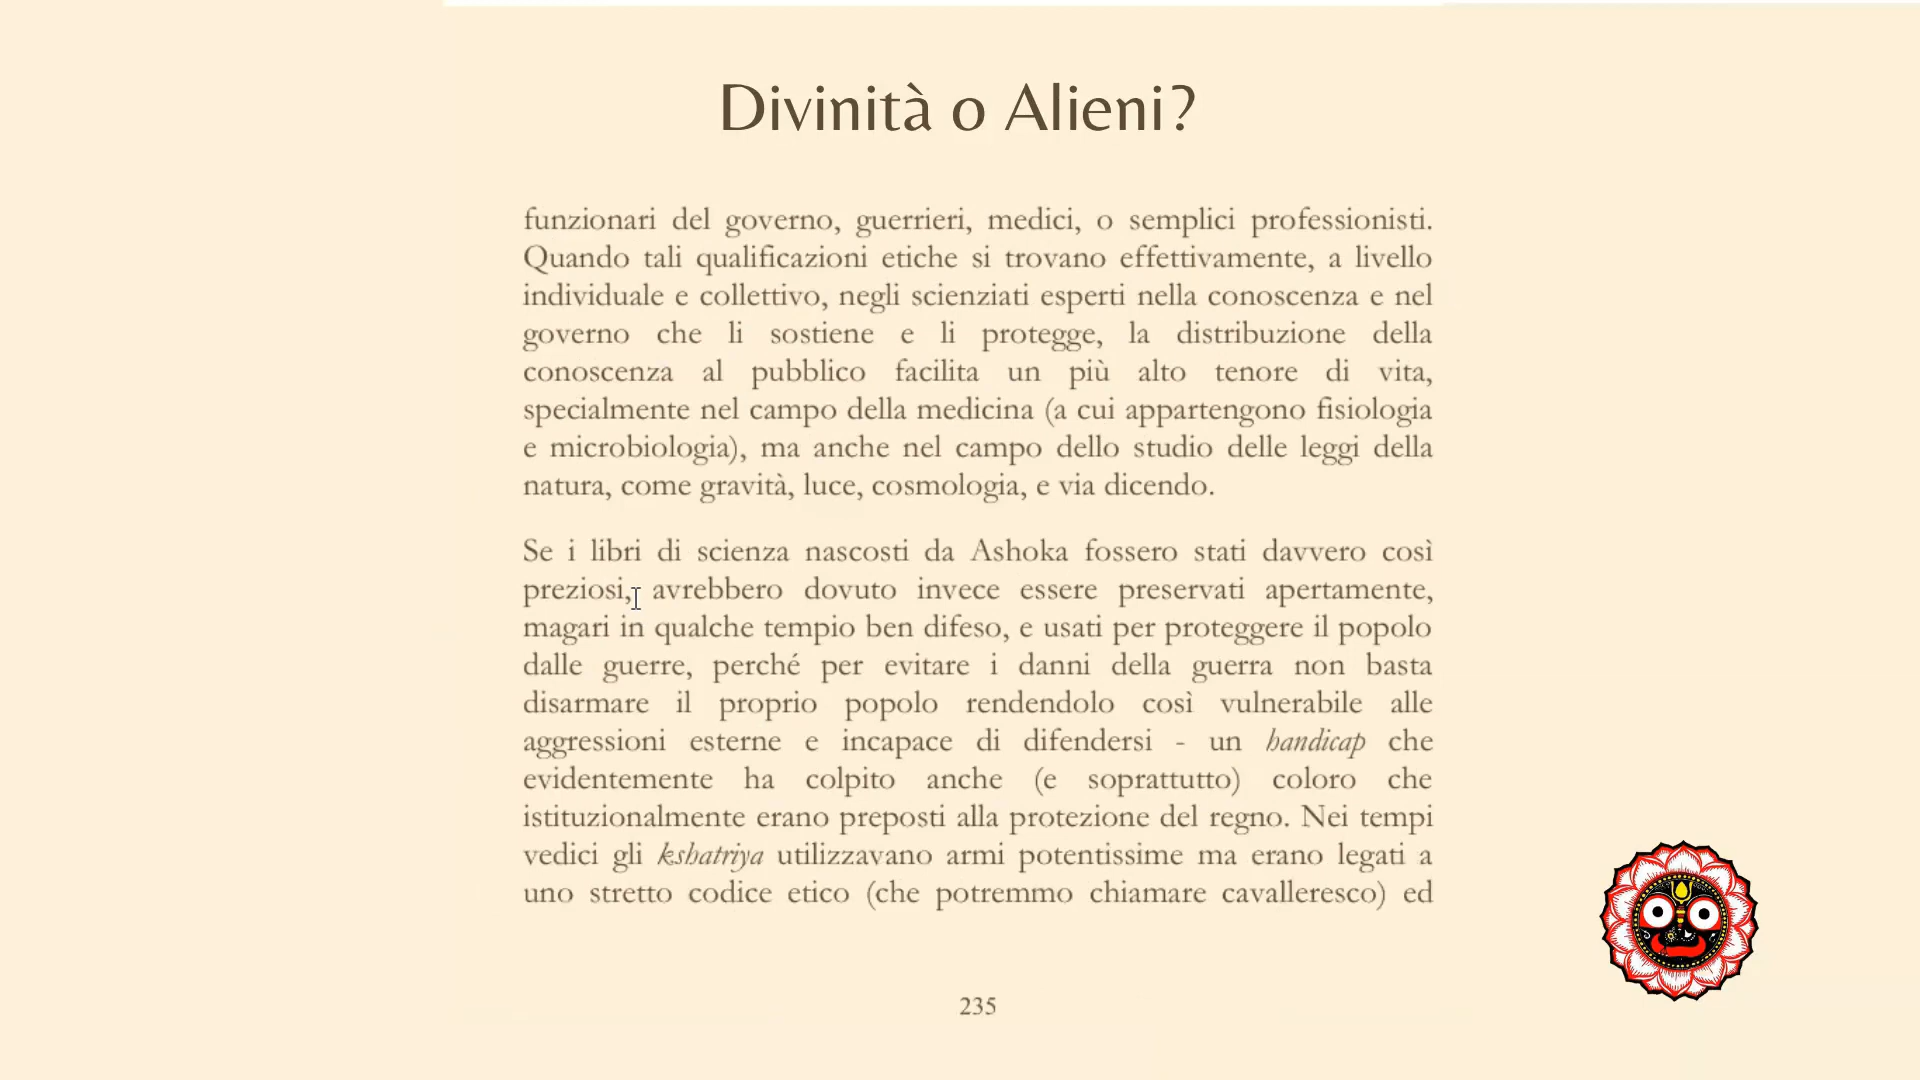 Divinità o Alieni?
funzionari del governo, guerrieri, medici, o semplici professionisti.
Quando tali qualificazioni etiche si trovano effettivamente, a livello
individuale e collettivo, negli scienziati esperti nella conoscenza e nel
governo che li sostiene e li protegge, la distribuzione della
conoscenza al pubblico facilita un più alto tenore di vita,
specialmente nel campo della medicina (a cui appartengono fisiologia
e microbiologia), ma anche nel campo dello studio delle leggi della
natura, come gravità, luce, cosmologia, e via dicendo.
Se i libri di scienza nascosti da Ashoka fossero stati davvero così
preziosi, avrebbero dovuto invece essere preservati apertamente,
magari in qualche tempio ben difeso, e usati per proteggere il popolo
dalle guerre, perché per evitare i danni della guerra non basta
disarmare il proprio popolo rendendolo così vulnerabile alle
aggressioni esterne e incapace di difendersi - un handicap che
evidentemente ha colpito anche (e soprattutto) coloro che
istituzionalmente erano preposti alla protezione del regno. Nei tempi
vedici gli kshatriya utilizzavano armi potentissime ma erano legati a
uno stretto codice etico (che potremmo chiamare cavalleresco) ed
235